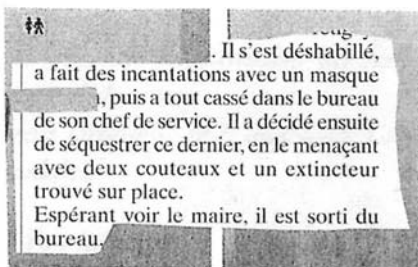 . Il s'est déshabillé,
a fait des incantations avec un masque
, puis a tout cassé dans le bureau
de son chef de service. Il a décidé ensuite
de séquestrer ce dernier, en le menaçant
avec deux couteaux et un extincteur
trouvé sur place.
Espérant voir le maire, il est sorti du
bureau.